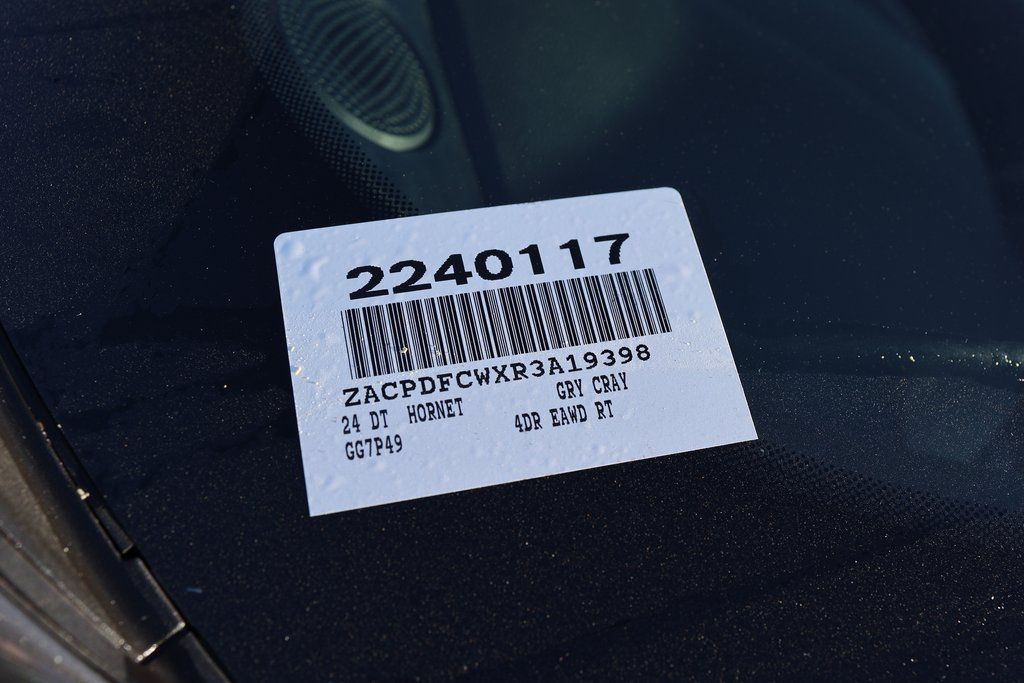 2240117
ZACPDFCWXR3A19398
24 DT HORNET GRY CRAY
GG7P49 4DR EAWD RT